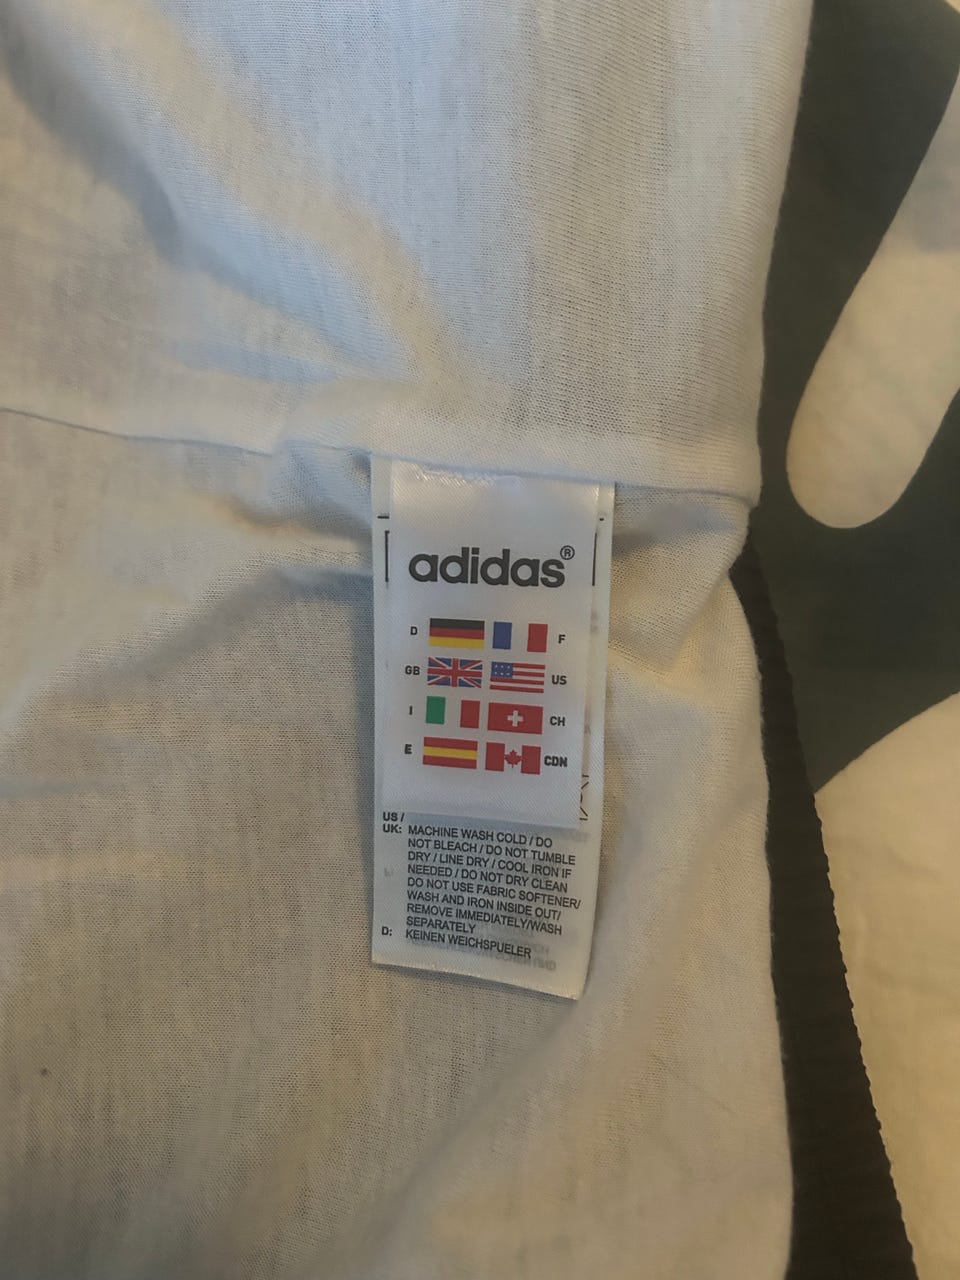 adidas®
D F
GB US
I CH
E CDN
US /
UK: MACHINE WASH COLD / DO
NOT BLEACH / DO NOT TUMBLE
DRY / LINE DRY / COOL IRON IF
NEEDED / DO NOT DRY CLEAN
DO NOT USE FABRIC SOFTENER/
WASH AND IRON INSIDE OUT/
REMOVE IMMEDIATELY/WASH
SEPARATELY
D: KEINEN WEICHSPUELER